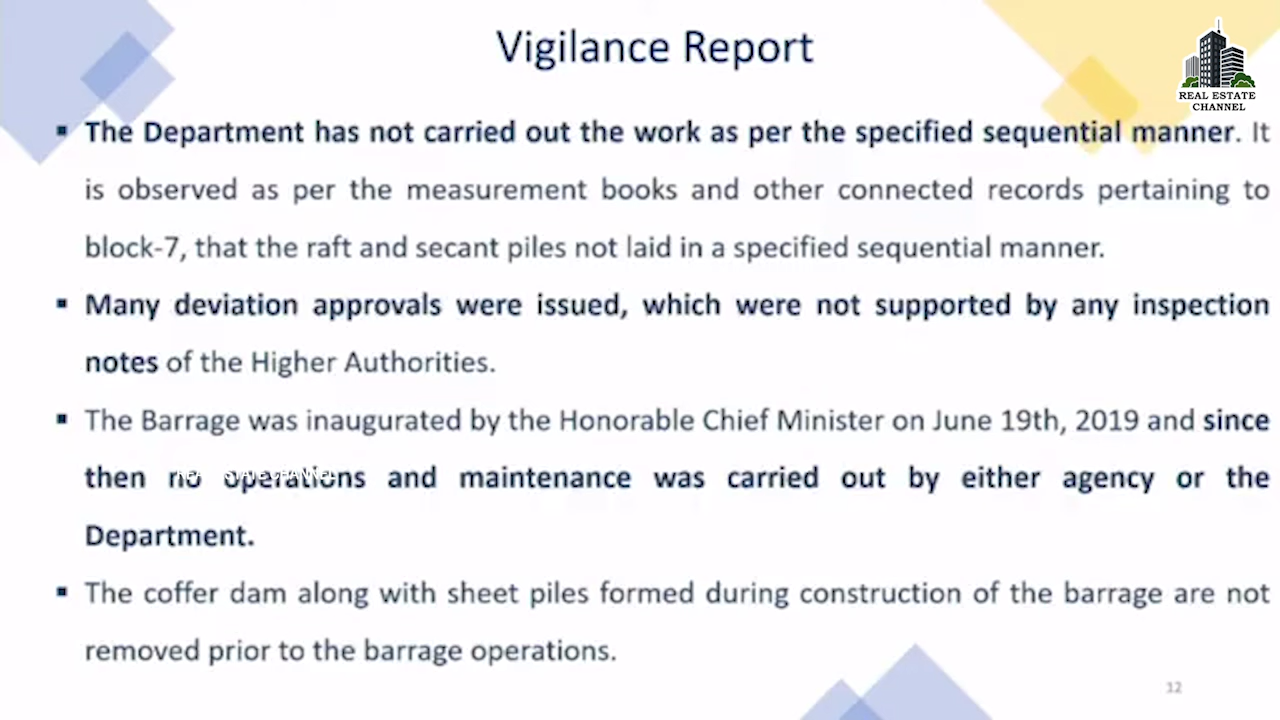 Vigilance Report
REAL ESTATE
CHANNEL
▪ The Department has not carried out the work as per the specified sequential manner. It
is observed as per the measurement books and other connected records pertaining to
block-7, that the raft and secant piles not laid in a specified sequential manner.
▪ Many deviation approvals were issued, which were not supported by any inspection
notes of the Higher Authorities.
▪ The Barrage was inaugurated by the Honorable Chief Minister on June 19th, 2019 and since
then no operations and maintenance was carried out by either agency or the
REAL ESTATE CHANNEL
Department.
▪ The coffer dam along with sheet piles formed during construction of the barrage are not
removed prior to the barrage operations.
12